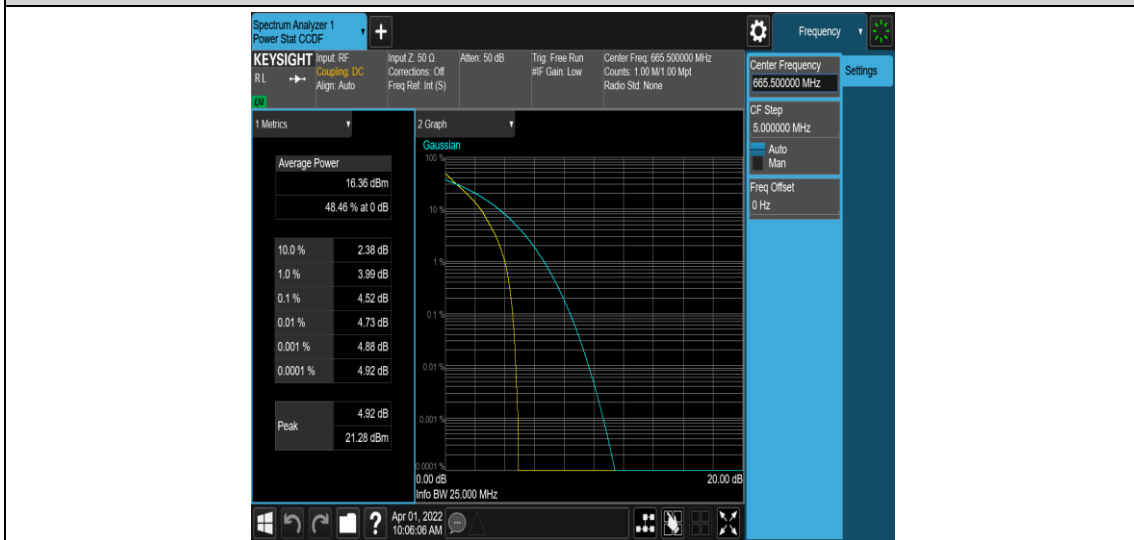 Spectrum Analyzer 1
Power Stat CCDF
+
Frequency
KEYSIGHT
RL
LXI
Input: RF
Coupling: DC
Align: Auto
Input Z: 50 Ω
Corrections: Off
Freq Ref: Int (S)
Atten: 50 dB
Trig: Free Run
#IF Gain: Low
Center Freq: 665.500000 MHz
Counts: 1.00 M/1.00 Mpt
Radio Std: None
Center Frequency
665.500000 MHz
Settings
CF Step
5.000000 MHz
Auto
Man
Freq Offset
0 Hz
1 Metrics
Average Power
16.36 dBm
48.46 % at 0 dB
10.0 % 2.38 dB
1.0 % 3.99 dB
0.1 % 4.52 dB
0.01 % 4.73 dB
0.001 % 4.88 dB
0.0001 % 4.92 dB
Peak 4.92 dB
21.28 dBm
2 Graph
Gaussian
100 %
10 %
1 %
0.1 %
0.01 %
0.001 %
0.0001 %
0.00 dB 20.00 dB
Info BW 25.000 MHz
?
Apr 01, 2022
10:06:06 AM